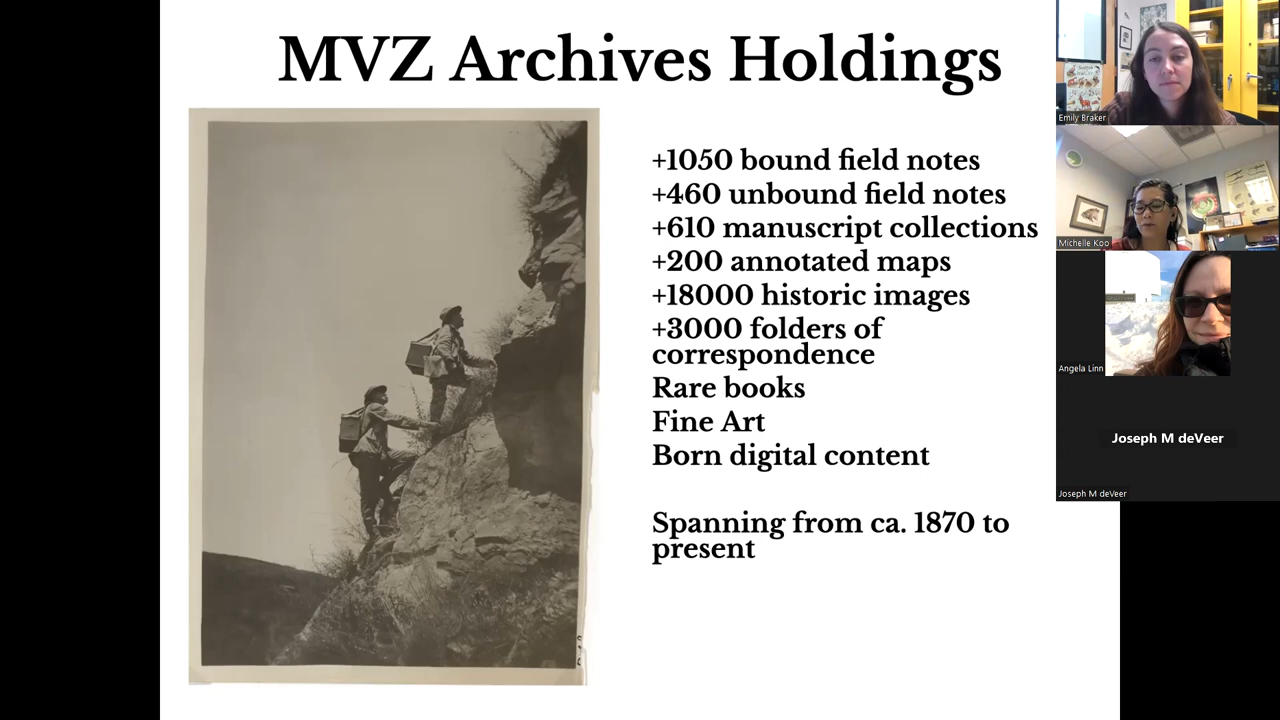 MVZ Archives Holdings
+1050 bound field notes
+460 unbound field notes
+610 manuscript collections
+200 annotated maps
+18000 historic images
+3000 folders of
correspondence
Rare books
Fine Art
Born digital content
Spanning from ca. 1870 to
present
Emily Braker
Michelle Koo
Angela Linn
Joseph M deVeer
Joseph M deVeer